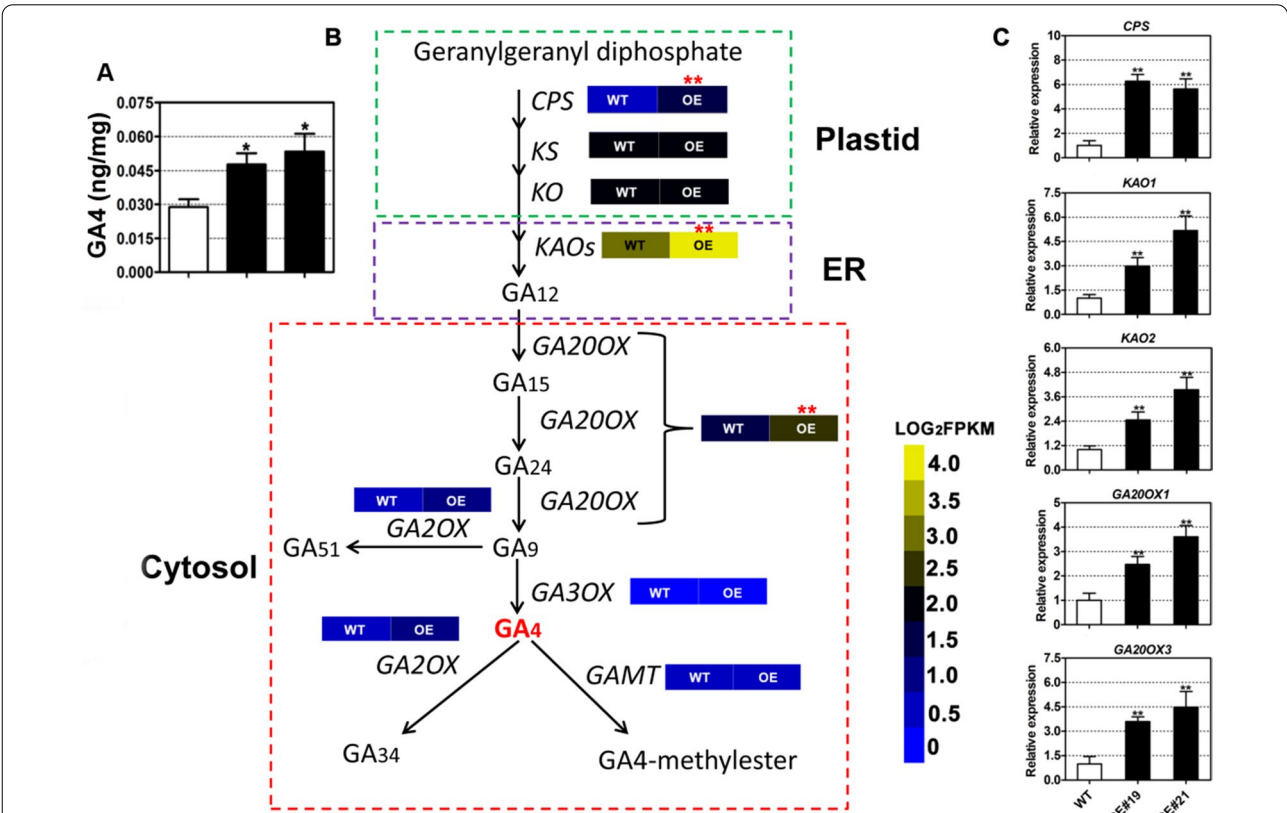 A
GA4 (ng/mg)
0.075
0.060
0.045
0.030
0.015
0.000
*
*
B
Geranylgeranyl diphosphate
CPS
WT
OE
**
KS
WT
OE
KO
WT
OE
Plastid
KAOs
WT
OE
**
GA12
ER
GA20OX
GA15
GA20OX
GA24
GA20OX
WT
OE
**
WT
OE
GA2OX
GA51
GA9
Cytosol
GA3OX
WT
OE
WT
OE
GA4
GA2OX
GAMT
WT
OE
GA34
GA4-methylester
LOG2FPKM
4.0
3.5
3.0
2.5
2.0
1.5
1.0
0.5
0
C
CPS
Relative expression
10
8
6
4
2
0
**
**
KAO1
Relative expression
7.5
6.0
4.5
3.0
1.5
0.0
**
**
KAO2
Relative expression
6.0
4.8
3.6
2.4
1.2
0.0
**
**
GA20OX1
Relative expression
5
4
3
2
1
0
**
**
GA20OX3
Relative expression
7.5
6.0
4.5
3.0
1.5
0.0
**
**
WT
E#19
E#21